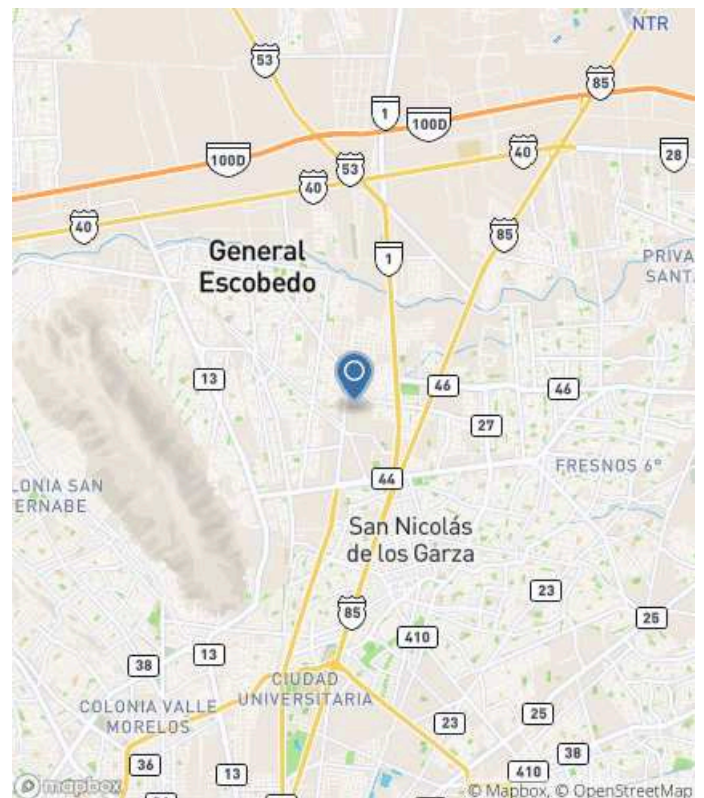 NTR
53
85
1
100D
100D
40
28
53
40
40
85
General
Escobedo
1
PRIVA
SANT
13
46
46
27
FRESNOS 6°
44
LONIA SAN
ERNABE
San Nicolás
de los Garza
23
85
25
410
13
38
CIUDAD
UNIVERSITARIA
COLONIA VALLE
MORELOS
25
23
38
36
13
410
mapbox
© Mapbox, © OpenStreetMap